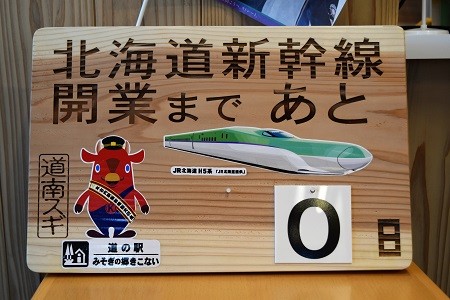 北海道新幹線
開業まで あと
道南スギ
JR北海道 H5系
道の駅
みそぎの郷きこない
0
日